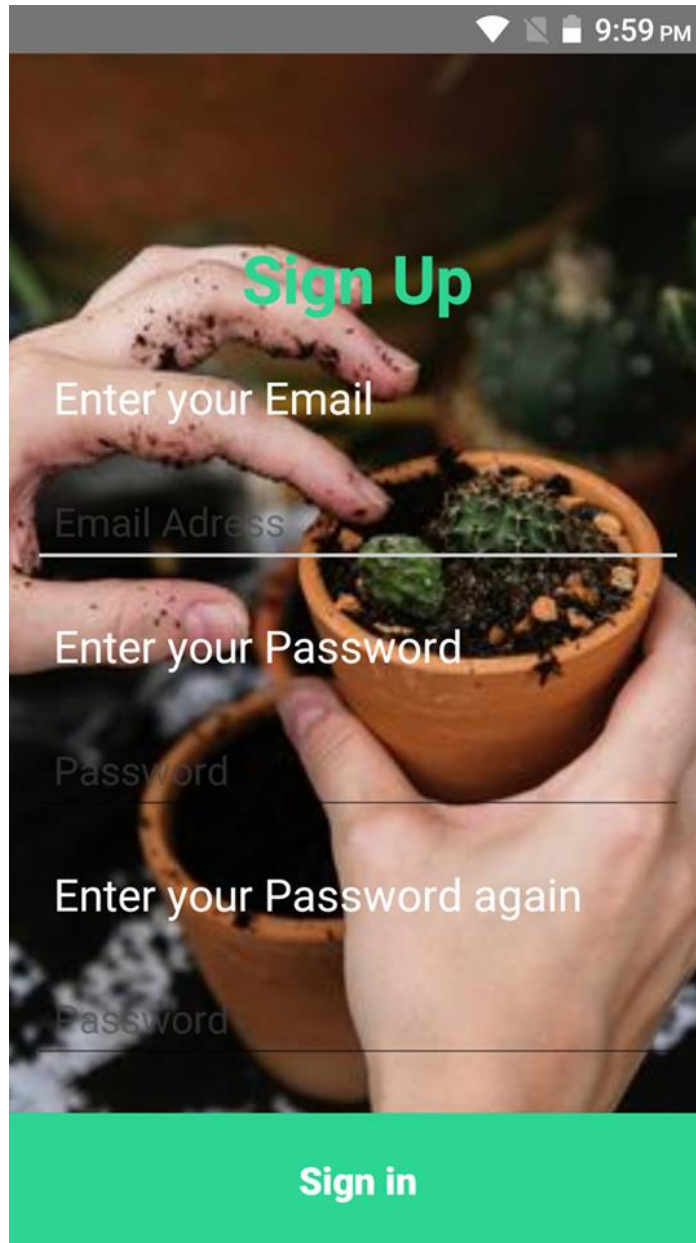 9:59 PM
Sign Up
Enter your Email
Email Adress
Enter your Password
Password
Enter your Password again
Password
Sign in